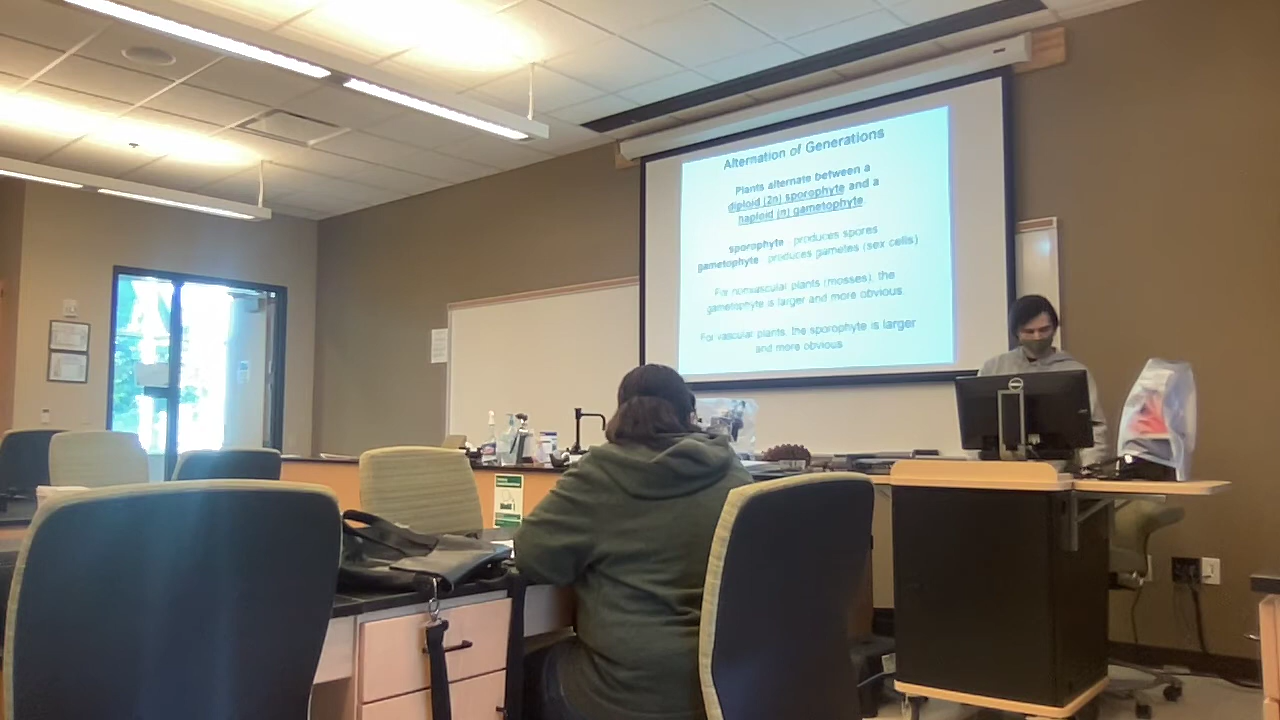 Alternation of Generations
Plants alternate between a
diploid (2n) sporophyte and a
haploid (n) gametophyte.
sporophyte - produces spores
gametophyte - produces gametes (sex cells)
For nonvascular plants (mosses), the
gametophyte is larger and more obvious.
For vascular plants, the sporophyte is larger
and more obvious